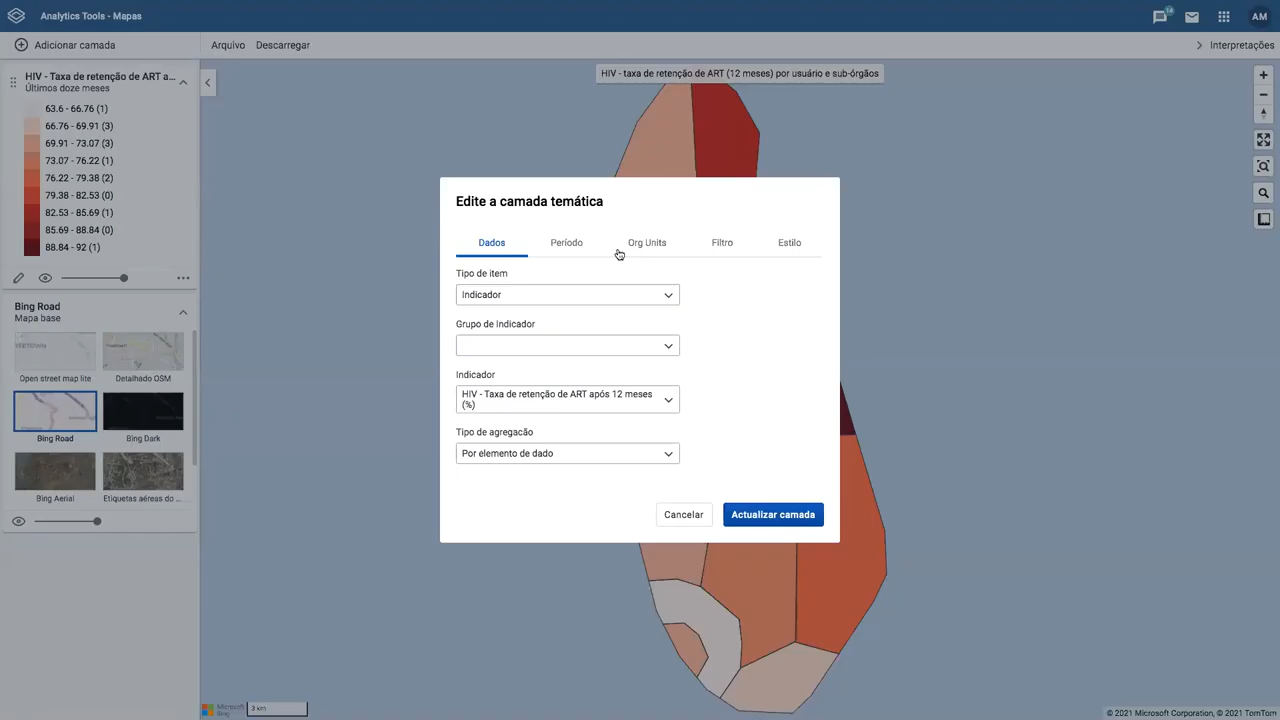 Analytics Tools - Mapas
14
AM
Adicionar camada
Arquivo
Descarregar
Interpretações
HIV - Taxa de retenção de ART a...
Últimos doze meses
63.6 - 66.76 (1)
66.76 - 69.91 (3)
69.91 - 73.07 (3)
73.07 - 76.22 (1)
76.22 - 79.38 (2)
79.38 - 82.53 (0)
82.53 - 85.69 (1)
85.69 - 88.84 (0)
88.84 - 92 (1)
Bing Road
Mapa base
Open street map lite
Detalhado OSM
Bing Road
Bing Dark
Bing Aerial
Etiquetas aéreas do ...
HIV - taxa de retenção de ART (12 meses) por usuário e sub-órgãos
Edite a camada temática
Dados
Período
Org Units
Filtro
Estilo
Tipo de item
Indicador
Grupo de Indicador
Indicador
HIV - Taxa de retenção de ART após 12 meses
(%)
Tipo de agregacão
Por elemento de dado
Cancelar
Actualizar camada
Microsoft
Bing
3 km
© 2021 Microsoft Corporation, © 2021 TomTom